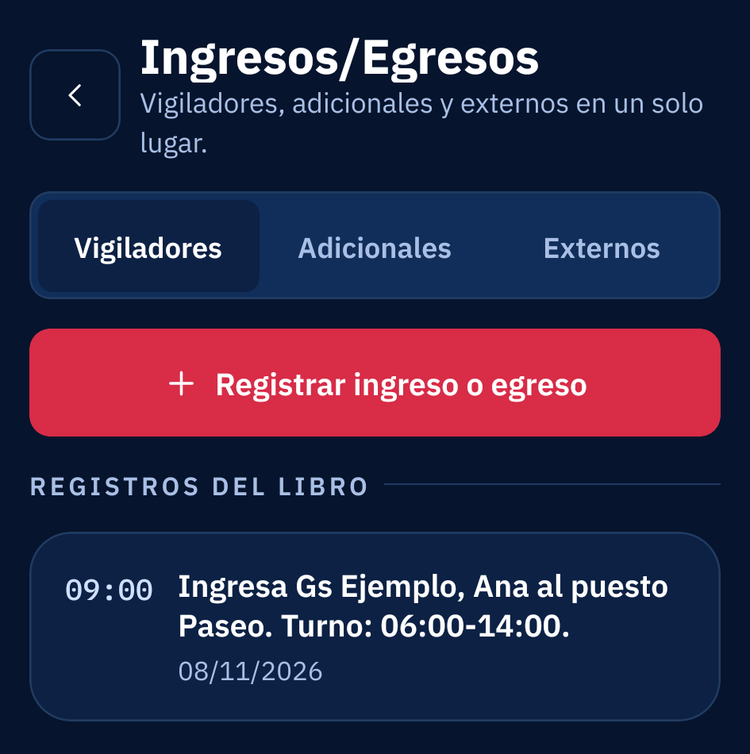 Ingresos/Egresos
Vigiladores, adicionales y externos en un solo
lugar.
Vigiladores
Adicionales
Externos
+ Registrar ingreso o egreso
REGISTROS DEL LIBRO
09:00
Ingresa Gs Ejemplo, Ana al puesto
Paseo. Turno: 06:00-14:00.
08/11/2026